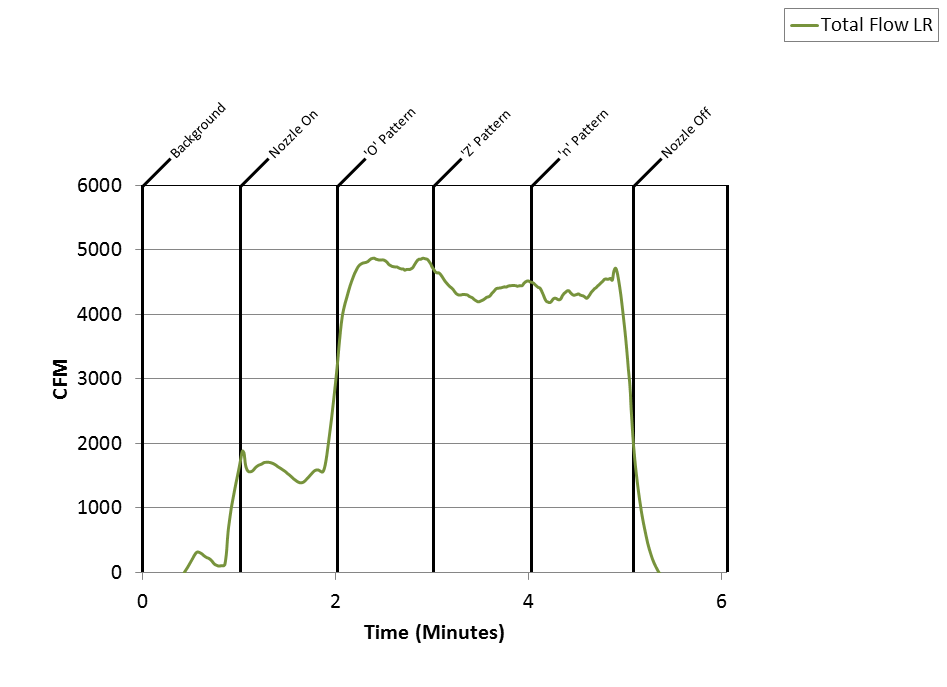 Total Flow LR
Background
Nozzle On
'O' Pattern
'Z' Pattern
'n' Pattern
Nozzle Off
6000
5000
4000
3000
2000
1000
0
CFM
0 2 4 6
Time (Minutes)